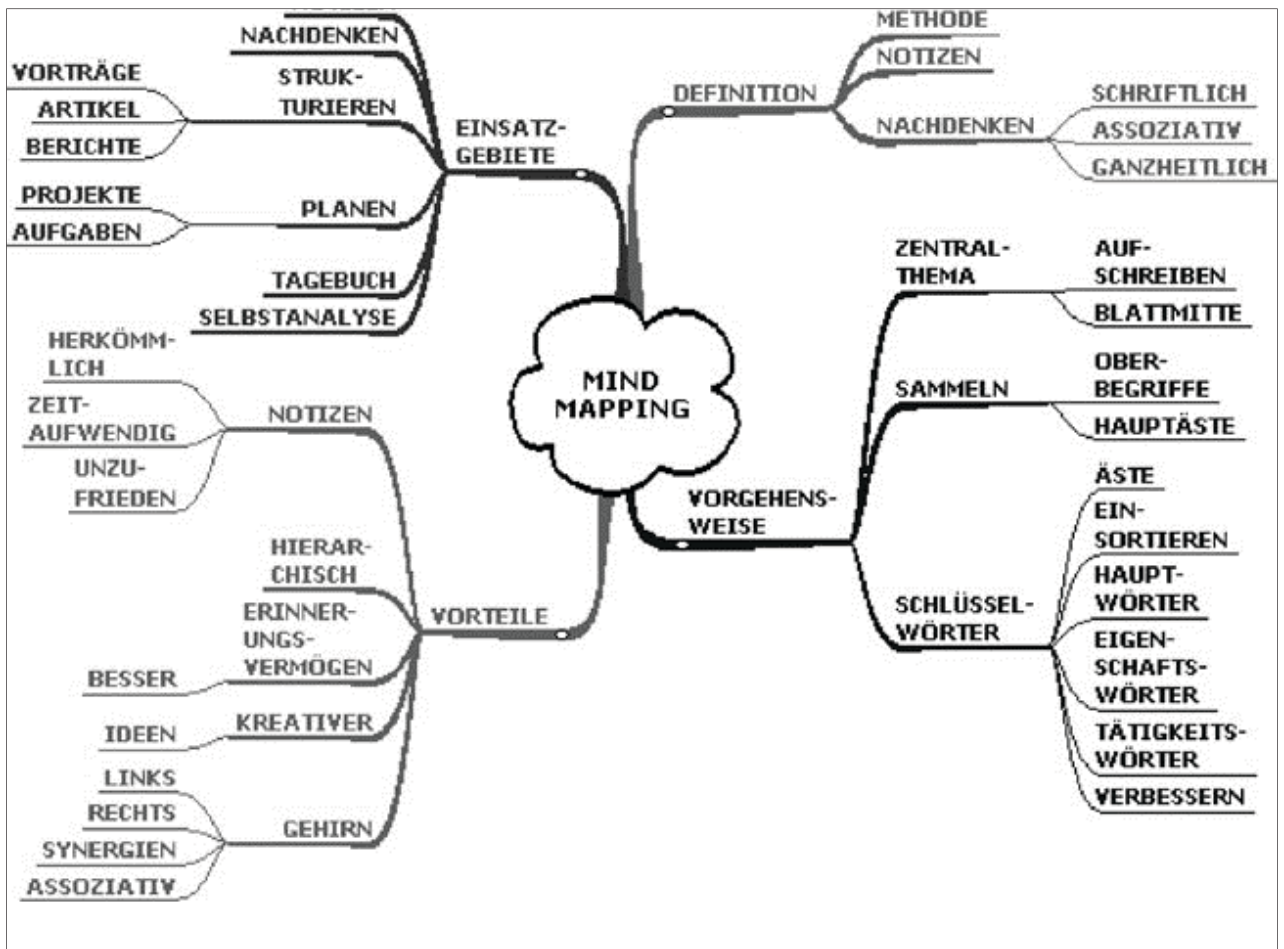 NACHDENKEN
STRUK-
TURIEREN
VORTRÄGE
ARTIKEL
BERICHTE
EINSATZ-
GEBIETE
PLANEN
PROJEKTE
AUFGABEN
TAGEBUCH
SELBSTANALYSE
DEFINITION
METHODE
NOTIZEN
NACHDENKEN
SCHRIFTLICH
ASSOZIATIV
GANZHEITLICH
MIND
MAPPING
VORGEHENS-
WEISE
ZENTRAL-
THEMA
AUF-
SCHREIBEN
BLATTMITTE
SAMMELN
OBER-
BEGRIFFE
HAUPTÄSTE
SCHLÜSSEL-
WÖRTER
ÄSTE
EIN-
SORTIEREN
HAUPT-
WÖRTER
EIGEN-
SCHAFTS-
WÖRTER
TÄTIGKEITS-
WÖRTER
VERBESSERN
VORTEILE
NOTIZEN
HERKÖMM-
LICH
ZEIT-
AUFWENDIG
UNZU-
FRIEDEN
HIERAR-
CHISCH
ERINNER-
UNGS-
VERMÖGEN
BESSER
KREATIVER
IDEEN
GEHIRN
LINKS
RECHTS
SYNERGIEN
ASSOZIATIV